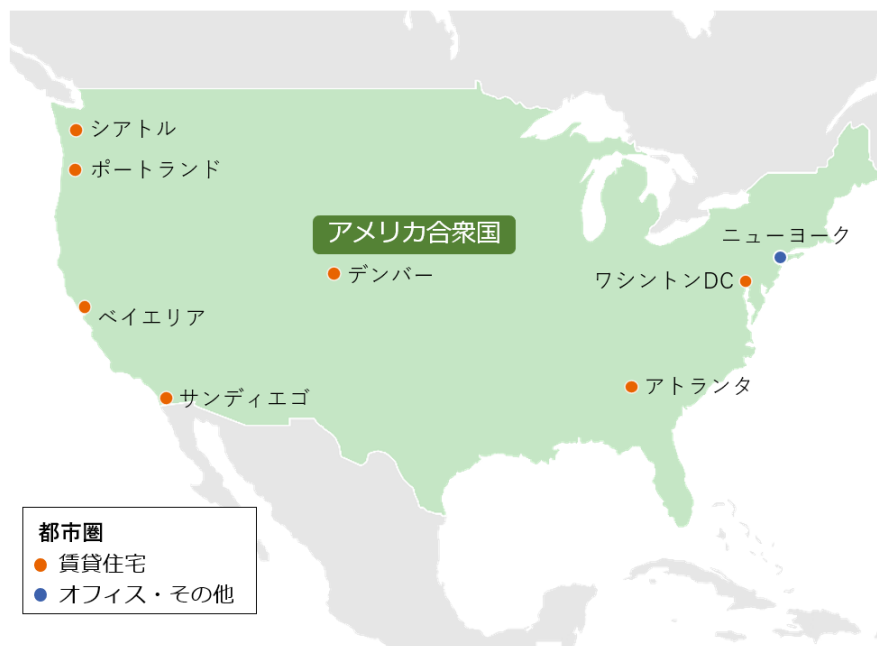 シアトル
ポートランド
アメリカ合衆国
ニューヨーク
デンバー
ワシントンDC
ベイエリア
アトランタ
サンディエゴ
都市圏
賃貸住宅
オフィス・その他